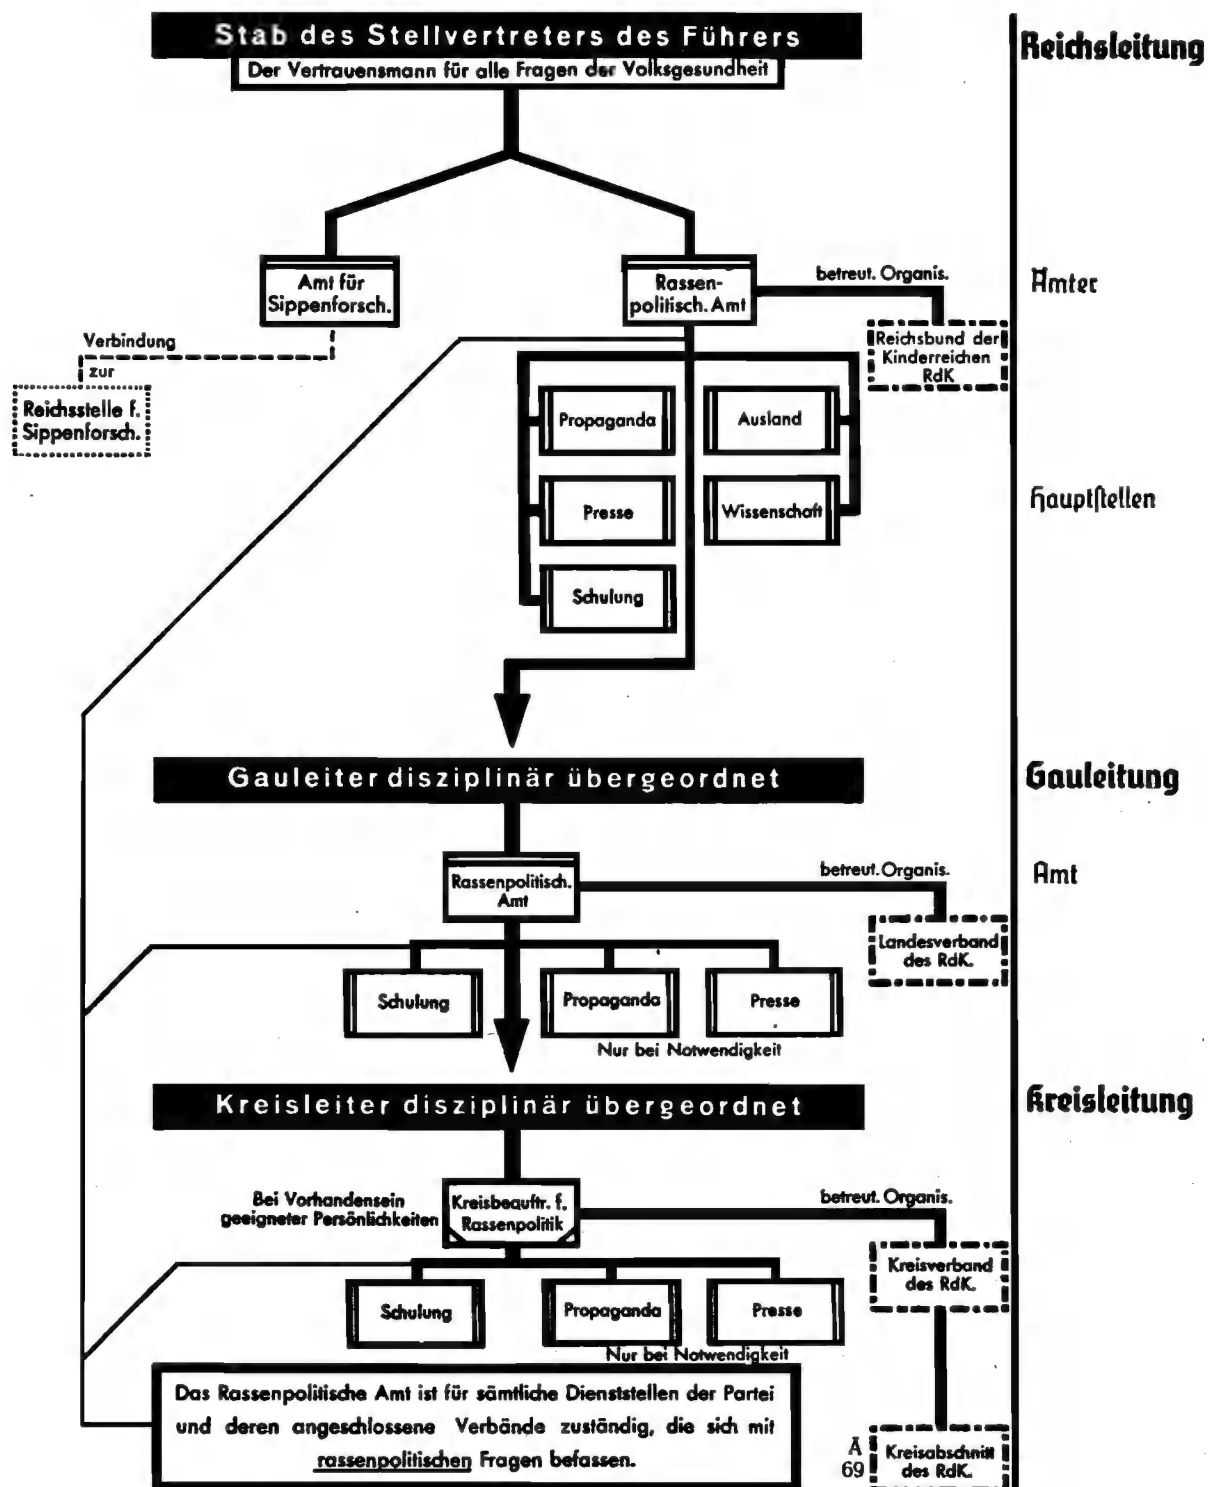 Stab des Stellvertreters des Führers
Reichsleitung
Der Vertrauensmann für alle Fragen der Volksgesundheit
Amt für
Sippenforsch.
Rassen-
politisch. Amt
betreut. Organis.
Ämter
Reichsbund der
Kinderreichen
RdK
Verbindung
zur
Reichsstelle f.
Sippenforsch.
Propaganda
Ausland
Presse
Wissenschaft
Hauptstellen
Schulung
Gauleiter disziplinär übergeordnet
Gauleitung
Rassenpolitisch.
Amt
betreut. Organis.
Amt
Landesverband
des RdK.
Schulung
Propaganda
Presse
Nur bei Notwendigkeit
Kreisleiter disziplinär übergeordnet
Kreisleitung
Bei Vorhandensein
geeigneter Persönlichkeiten
Kreisbeauftr. f.
Rassenpolitik
betreut. Organis.
Kreisverband
des RdK.
Schulung
Propaganda
Presse
Nur bei Notwendigkeit
Das Rassenpolitische Amt ist für sämtliche Dienststellen der Partei
und deren angeschlossene Verbände zuständig, die sich mit
rassenpolitischen Fragen befassen.
A
69
Kreisabschnitt
des RdK.